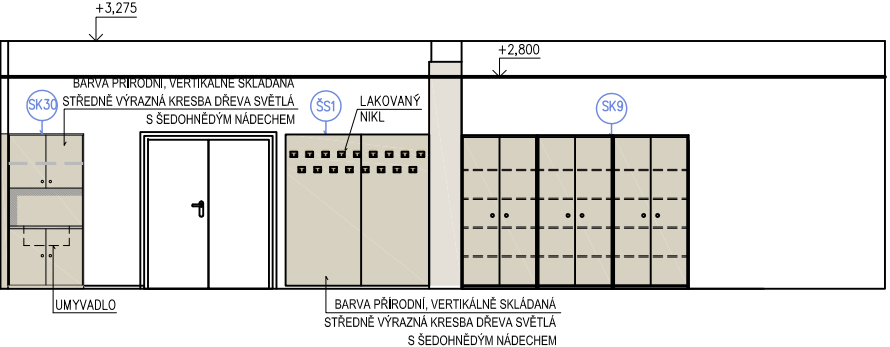 +3,275
+2,800
BARVA PŘÍRODNÍ, VERTIKÁLNĚ SKLÁDANÁ
STŘEDNĚ VÝRAZNÁ KRESBA DŘEVA SVĚTLÁ
S ŠEDOHNĚDÝM NÁDECHEM
SK30
ŠS1
LAKOVANÝ
NIKL
SK9
UMYVADLO
BARVA PŘÍRODNÍ, VERTIKÁLNĚ SKLÁDANÁ
STŘEDNĚ VÝRAZNÁ KRESBA DŘEVA SVĚTLÁ
S ŠEDOHNĚDÝM NÁDECHEM